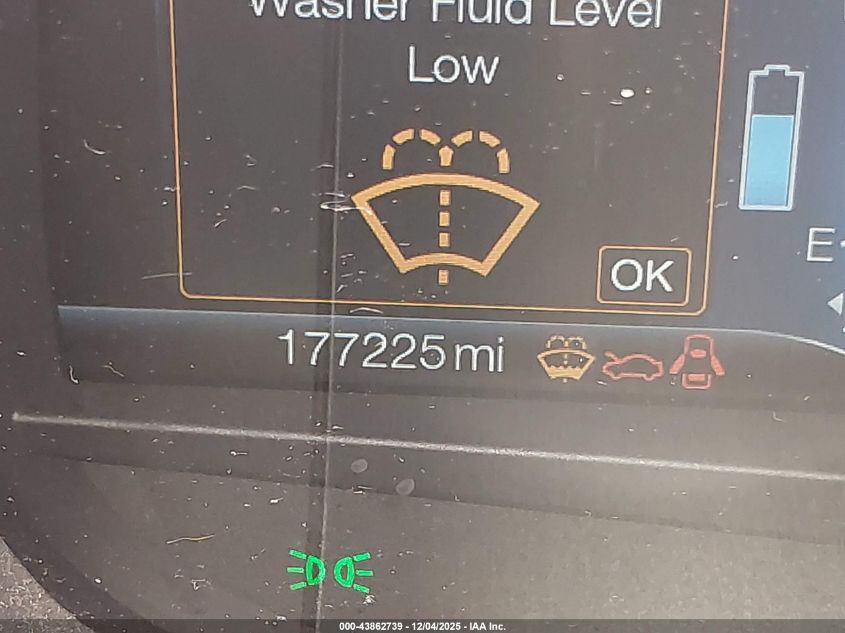 Washer Fluid Level
Low
OK
E
177225 mi
000-43862739 - 12/04/2025 - IAA Inc.